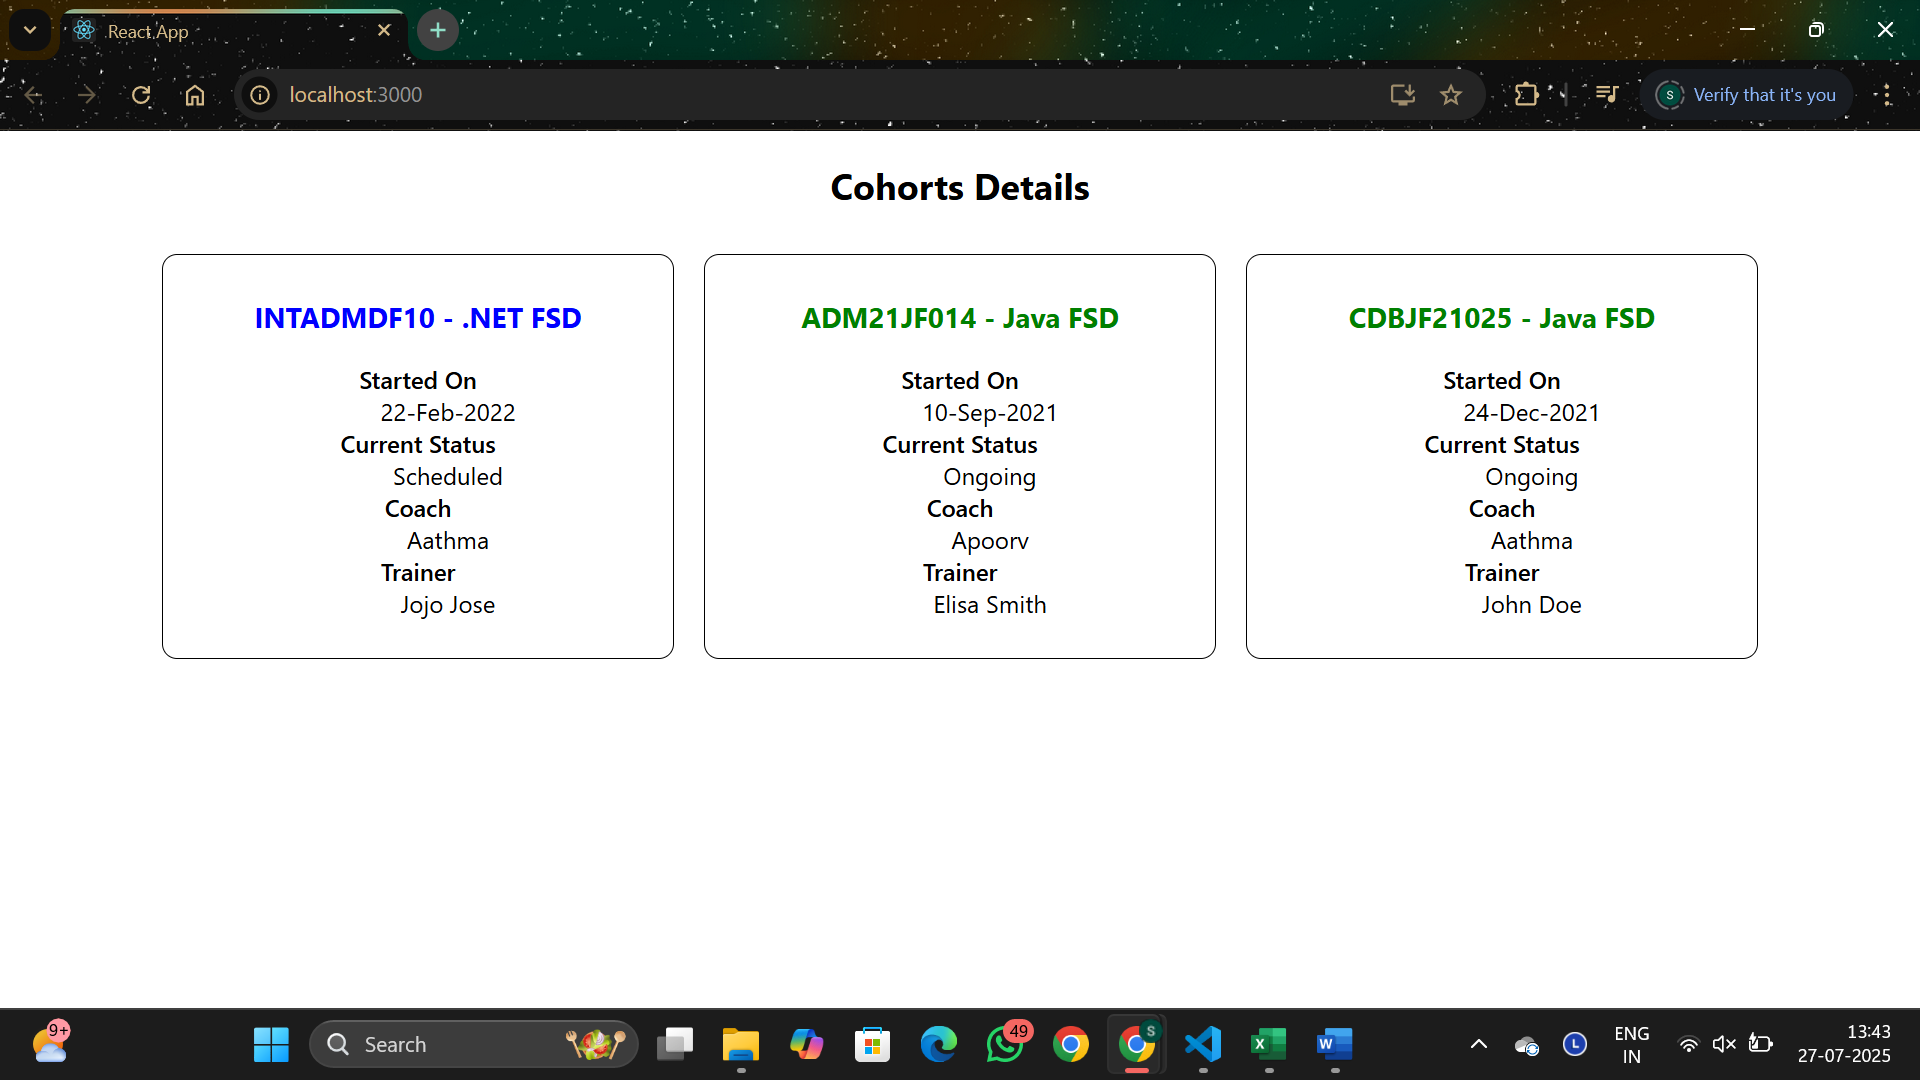 React App
localhost:3000
S
Verify that it's you
Cohorts Details
INTADMDF10 - .NET FSD
Started On
22-Feb-2022
Current Status
Scheduled
Coach
Aathma
Trainer
Jojo Jose
ADM21JF014 - Java FSD
Started On
10-Sep-2021
Current Status
Ongoing
Coach
Apoorv
Trainer
Elisa Smith
CDBJF21025 - Java FSD
Started On
24-Dec-2021
Current Status
Ongoing
Coach
Aathma
Trainer
John Doe
9+
Search
49
S
X
W
L
ENG
IN
13:43
27-07-2025